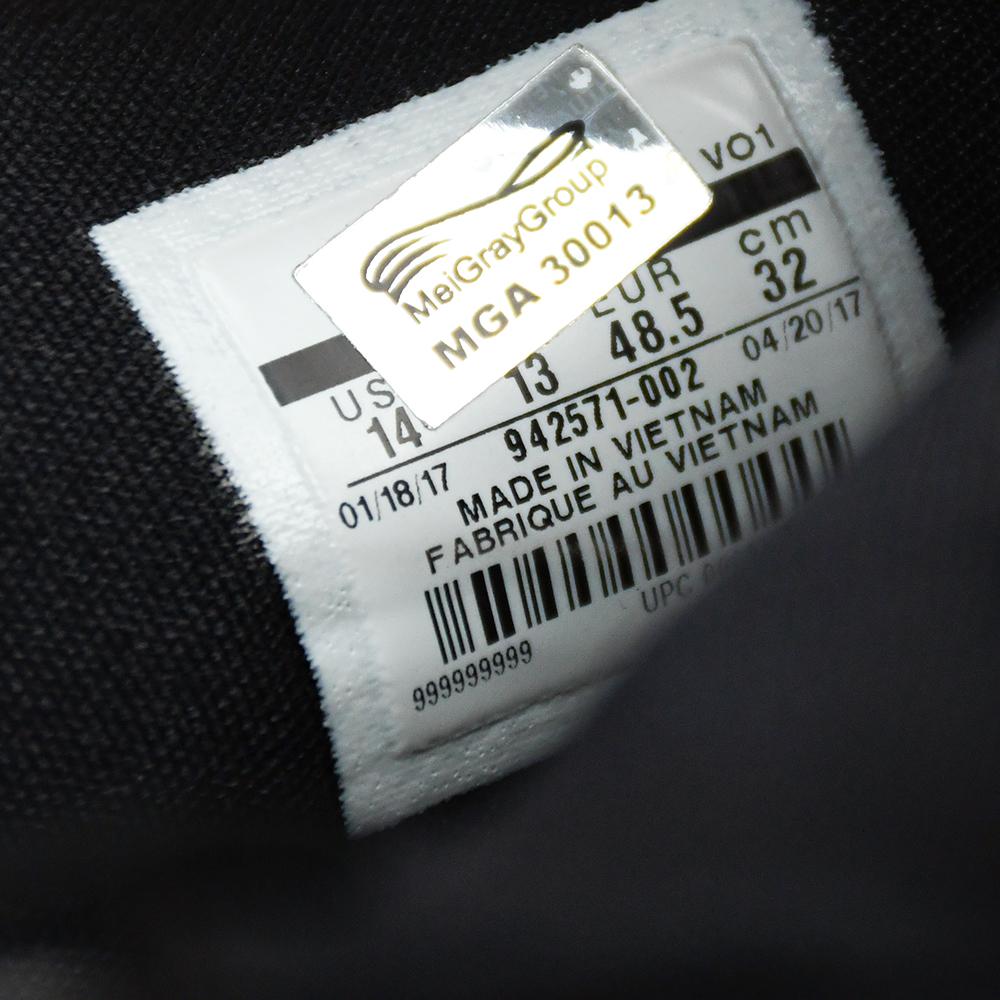 MeiGrayGroup
MGA 30013
VO1
US EUR cm
14 13 48.5 32
942571-002
01/18/17 04/20/17
MADE IN VIETNAM
FABRIQUE AU VIETNAM
UPC
999999999